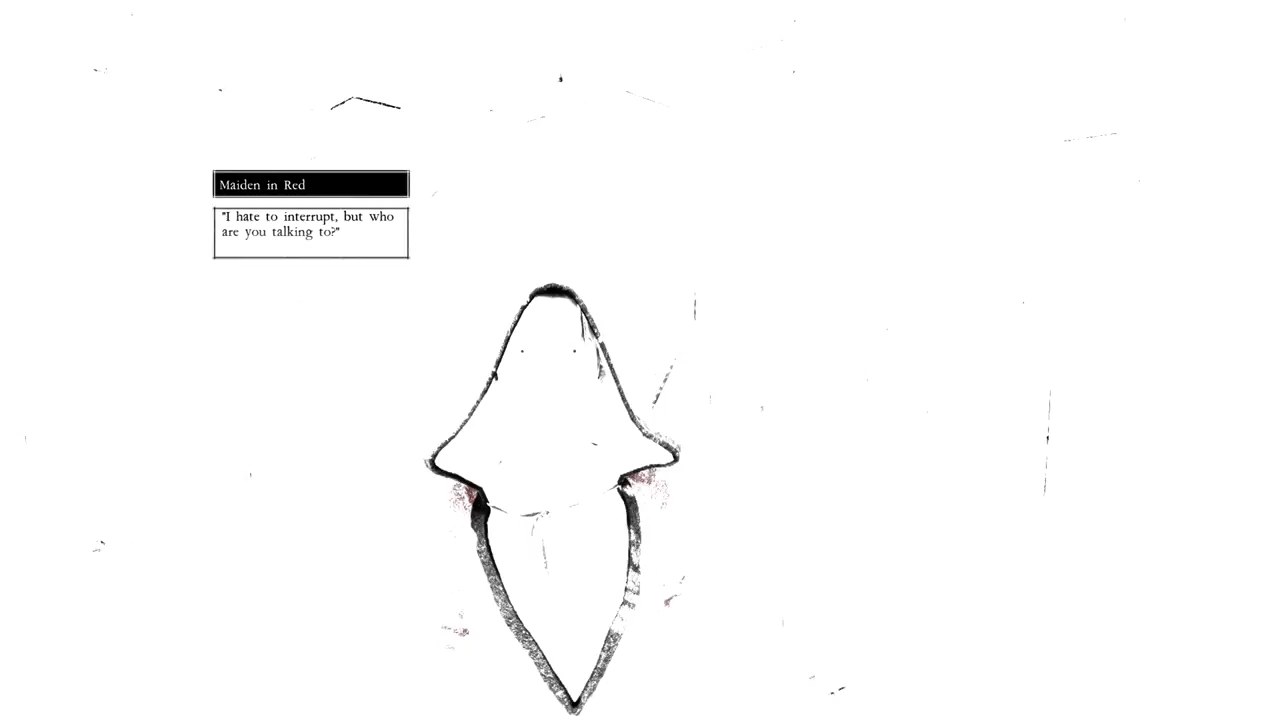 Maiden in Red
"I hate to interrupt, but who
are you talking to?"